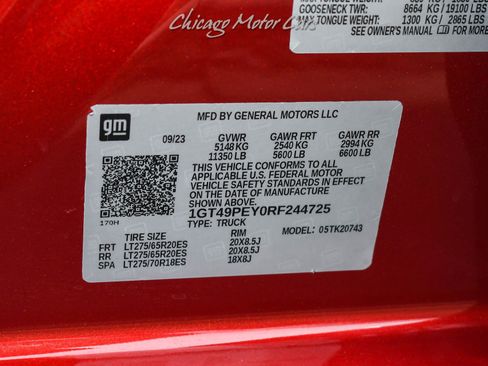 Chicago Motor Cars
GOOSENECK TWR: 8664 KG / 19100 LBS
MAX TONGUE WEIGHT: 1300 KG / 2865 LBS
SEE OWNER'S MANUAL FOR MORE
gm
MFD BY GENERAL MOTORS LLC
09/23 GVWR GAWR FRT GAWR RR
5148 KG 2540 KG 2994 KG
11350 LB 5600 LB 6600 LB
THIS VEHICLE CONFORMS TO ALL
APPLICABLE U.S. FEDERAL MOTOR
VEHICLE SAFETY STANDARDS IN EFFECT
ON THE DATE OF MANUFACTURE
SHOWN ABOVE.
170H
1GT49PEY0RF244725
TYPE: TRUCK MODEL: 05TK20743
TIRE SIZE RIM
FRT LT275/65R20ES 20X8.5J
RR LT275/65R20ES 20X8.5J
SPA LT275/70R18ES 18X8J